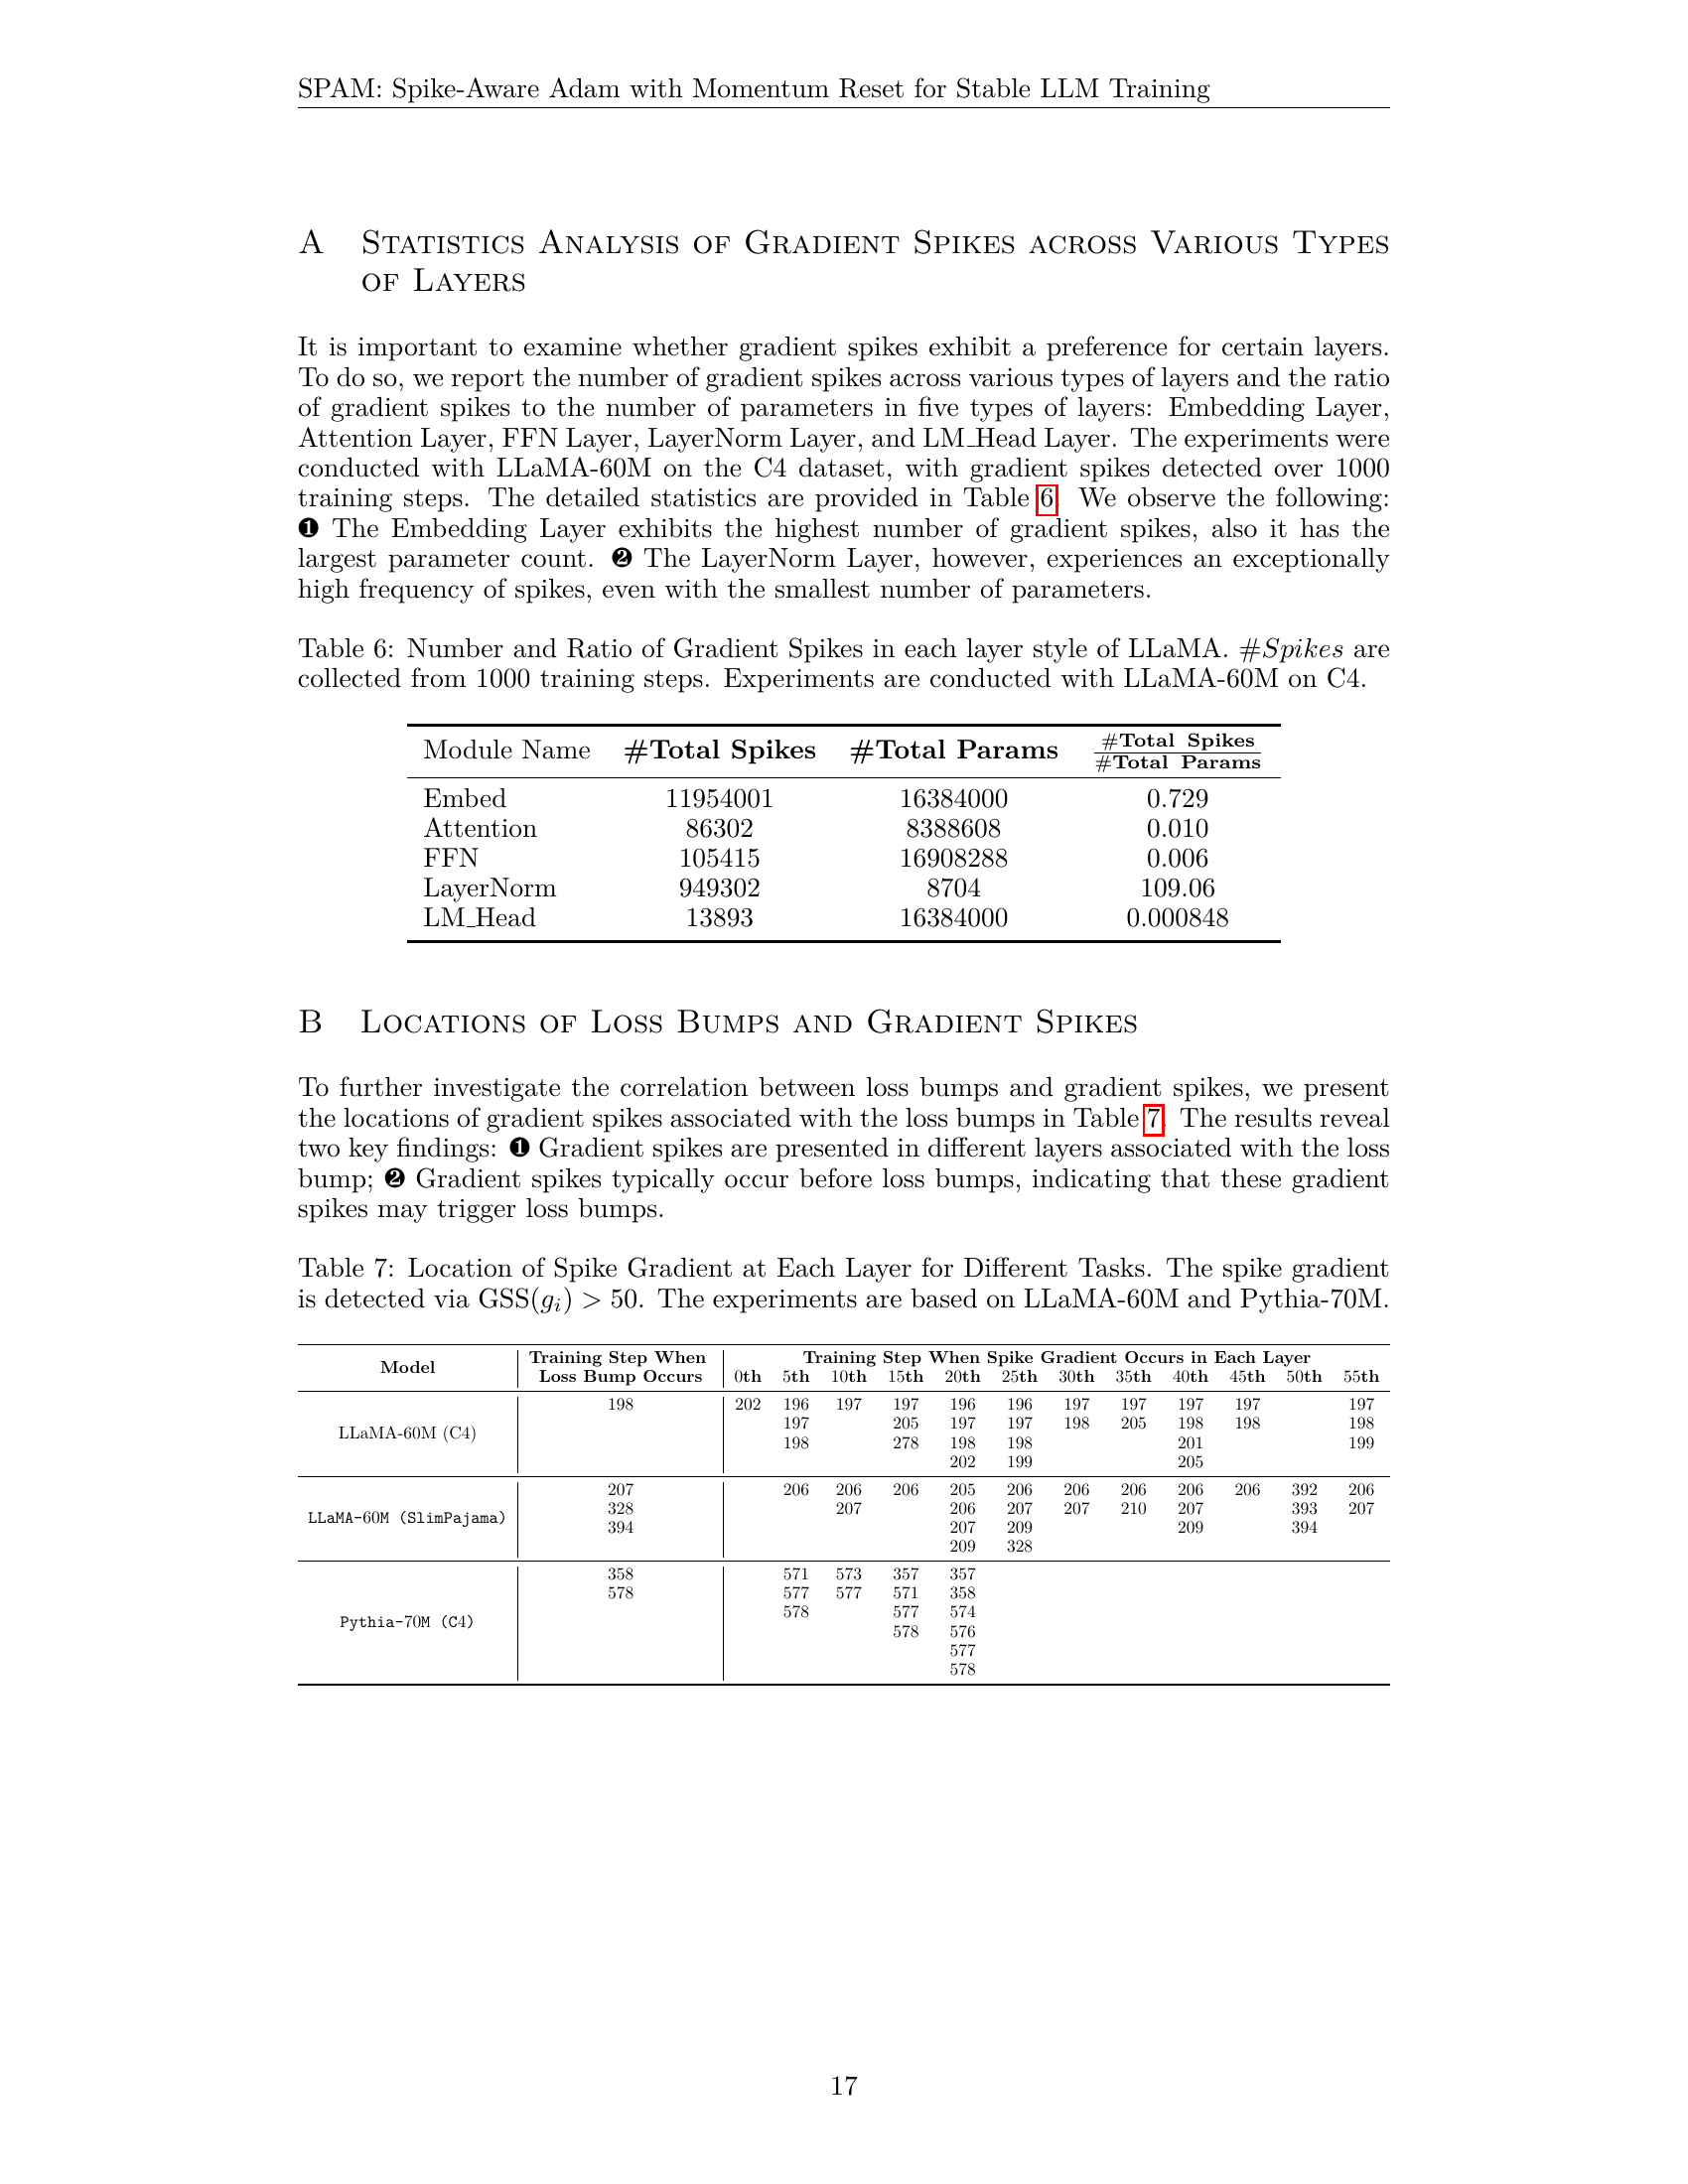 SPAM: Spike-Aware Adam with Momentum Reset for Stable LLM Training
A Statistics Analysis of Gradient Spikes across Various Types
of Layers
It is important to examine whether gradient spikes exhibit a preference for certain layers.
To do so, we report the number of gradient spikes across various types of layers and the ratio
of gradient spikes to the number of parameters in five types of layers: Embedding Layer,
Attention Layer, FFN Layer, LayerNorm Layer, and LM_Head Layer. The experiments were
conducted with LLaMA-60M on the C4 dataset, with gradient spikes detected over 1000
training steps. The detailed statistics are provided in Table 6. We observe the following:
❶ The Embedding Layer exhibits the highest number of gradient spikes, also it has the
largest parameter count. ❷ The LayerNorm Layer, however, experiences an exceptionally
high frequency of spikes, even with the smallest number of parameters.
Table 6: Number and Ratio of Gradient Spikes in each layer style of LLaMA. #Spikes are
collected from 1000 training steps. Experiments are conducted with LLaMA-60M on C4.
Module Name #Total Spikes #Total Params #Total Spikes / #Total Params
Embed 11954001 16384000 0.729
Attention 86302 8388608 0.010
FFN 105415 16908288 0.006
LayerNorm 949302 8704 109.06
LM_Head 13893 16384000 0.000848
B Locations of Loss Bumps and Gradient Spikes
To further investigate the correlation between loss bumps and gradient spikes, we present
the locations of gradient spikes associated with the loss bumps in Table 7. The results reveal
two key findings: ❶ Gradient spikes are presented in different layers associated with the loss
bump; ❷ Gradient spikes typically occur before loss bumps, indicating that these gradient
spikes may trigger loss bumps.
Table 7: Location of Spike Gradient at Each Layer for Different Tasks. The spike gradient
is detected via GSS(g_i) > 50. The experiments are based on LLaMA-60M and Pythia-70M.
Model Training Step When Training Step When Spike Gradient Occurs in Each Layer
Loss Bump Occurs 0th 5th 10th 15th 20th 25th 30th 35th 40th 45th 50th 55th
198 202 196 197 197 196 196 197 197 197 197 197
LLaMA-60M (C4) 197 205 197 197 198 205 198 198 198
198 278 198 198 201 199
202 199 205
207 206 206 206 205 206 206 206 206 206 392 206
328 207 206 207 207 210 207 393 207
LLaMA-60M (SlimPajama) 394 207 209 209 394
209 328
358 571 573 357 357
578 577 577 571 358
Pythia-70M (C4) 578 577 574
578 576
577
578
17